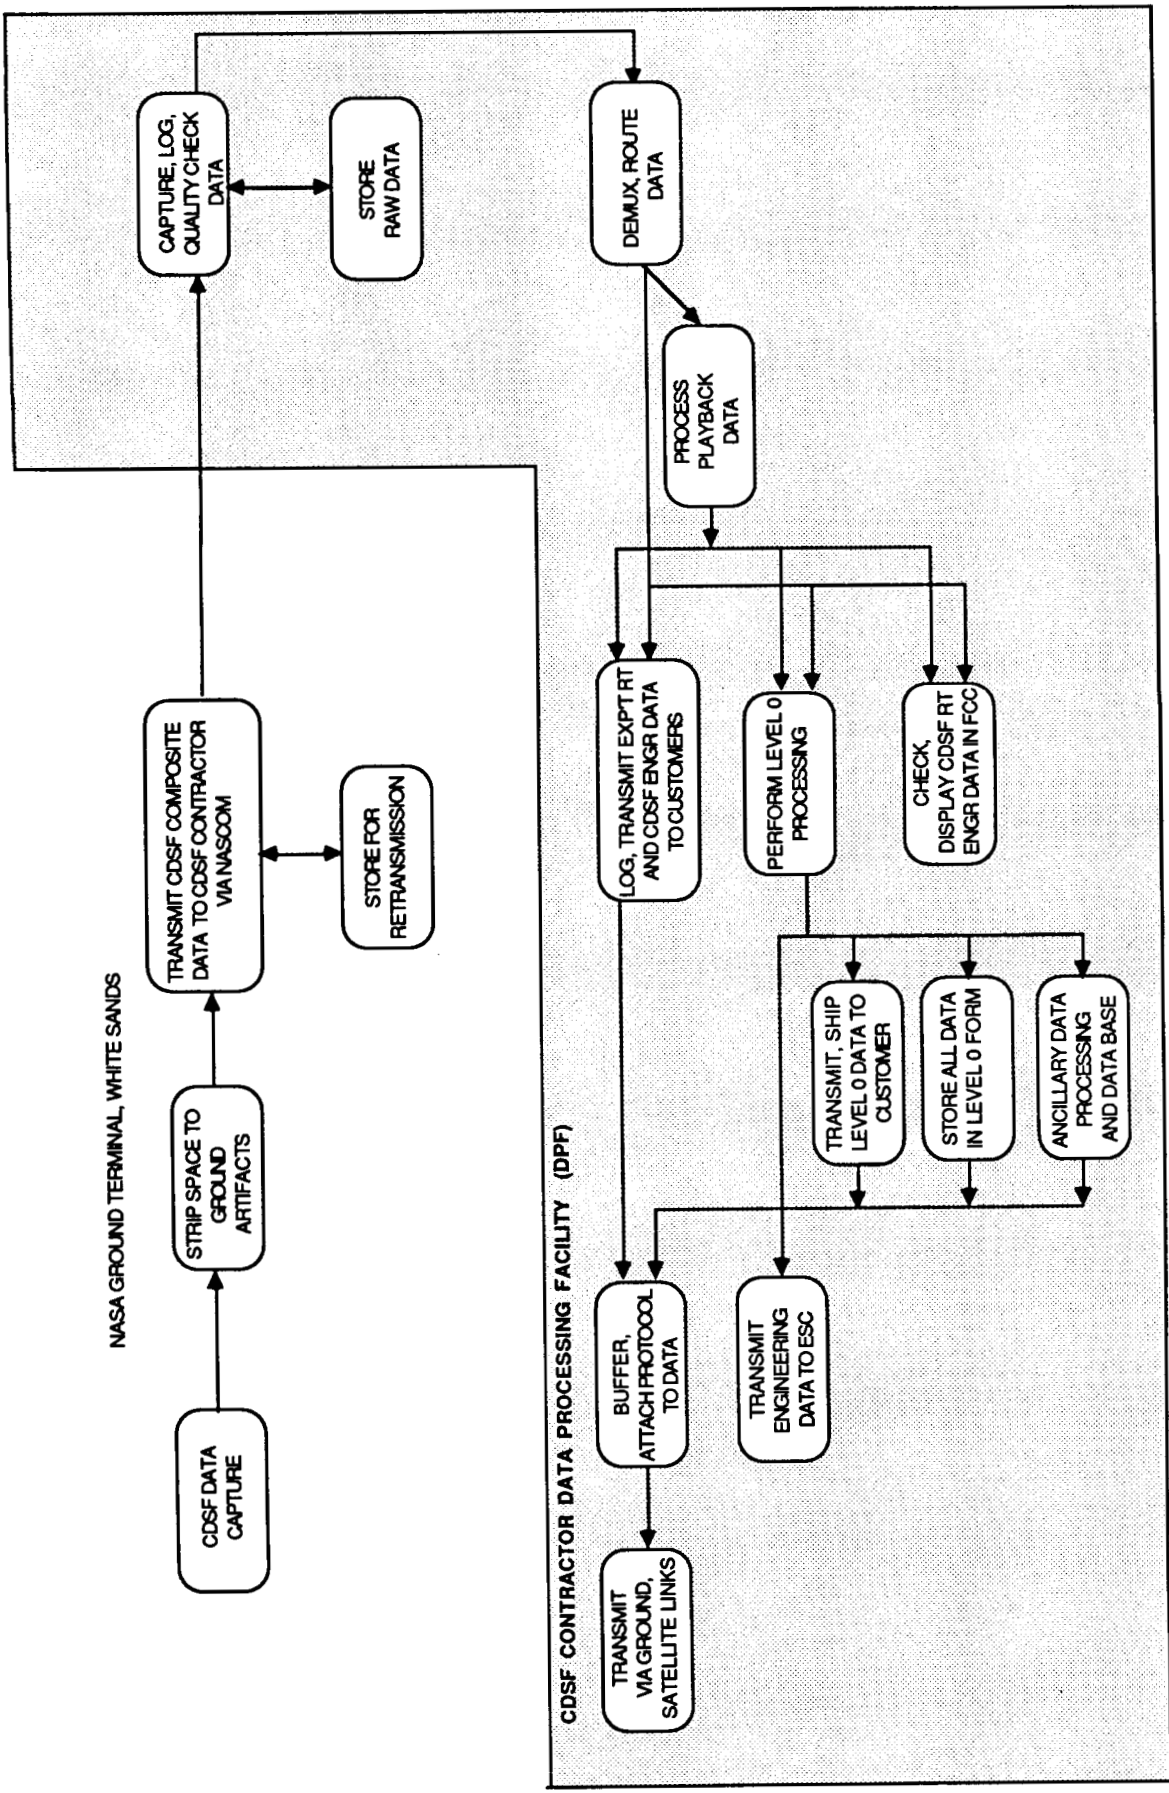 NASA GROUND TERMINAL, WHITE SANDS
CDSF DATA
CAPTURE
STRIP SPACE TO
GROUND
ARTIFACTS
TRANSMIT CDSF COMPOSITE
DATA TO CDSF CONTRACTOR
VIA NASCOM
STORE FOR
RETRANSMISSION
CAPTURE, LOG,
QUALITY CHECK
DATA
STORE
RAW DATA
CDSF CONTRACTOR DATA PROCESSING FACILITY (DPF)
DEMUX, ROUTE
DATA
PROCESS
PLAYBACK
DATA
LOG, TRANSMIT EXPT RT
AND CDSF ENGR DATA
TO CUSTOMERS
PERFORM LEVEL 0
PROCESSING
CHECK,
DISPLAY CDSF RT
ENGR DATA IN FCC
TRANSMIT, SHIP
LEVEL 0 DATA TO
CUSTOMER
STORE ALL DATA
IN LEVEL 0 FORM
ANCILLARY DATA
PROCESSING
AND DATA BASE
BUFFER,
ATTACH PROTOCOL
TO DATA
TRANSMIT
ENGINEERING
DATA TO ESC
TRANSMIT
VIA GROUND,
SATELLITE LINKS